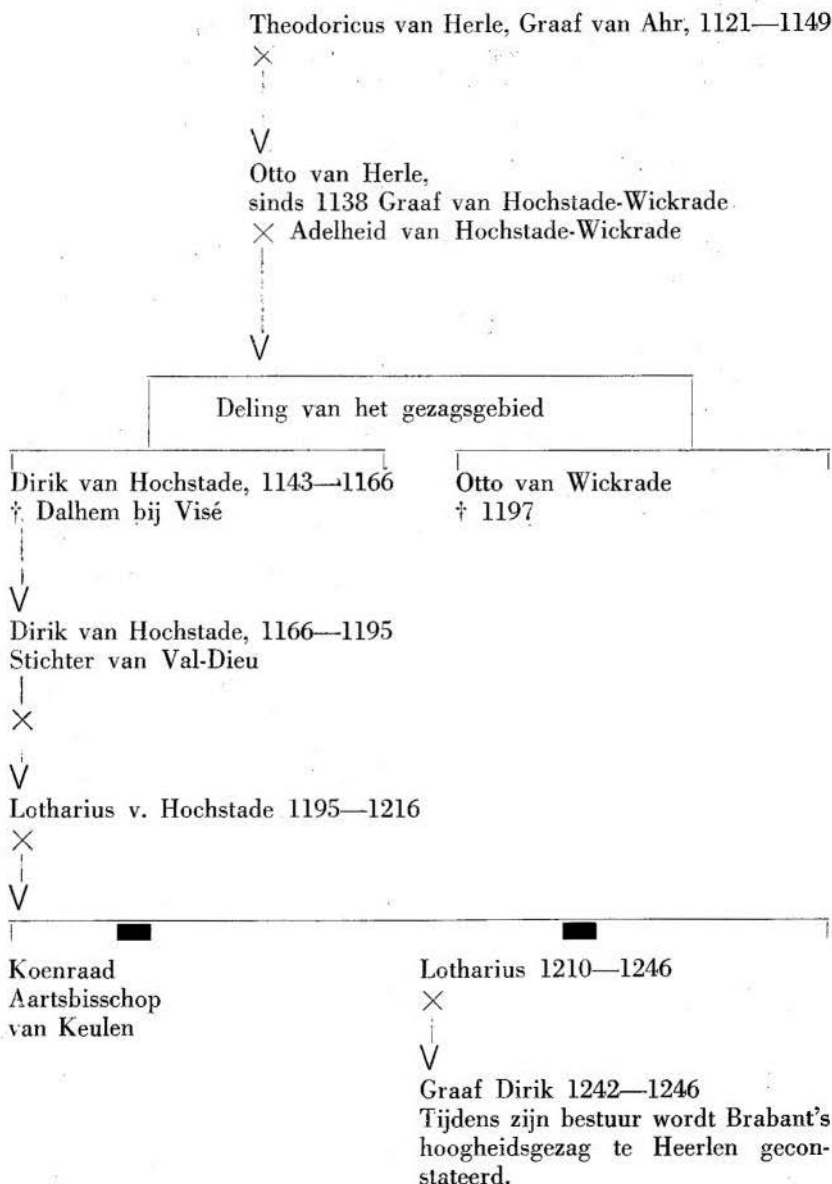 Theodoricus van Herle, Graaf van Ahr, 1121—1149
×
V
Otto van Herle,
sinds 1138 Graaf van Hochstade-Wickrade
× Adelheid van Hochstade-Wickrade
V
Deling van het gezagsgebied
Dirik van Hochstade, 1143—1166
† Dalhem bij Visé
Otto van Wickrade
† 1197
V
Dirik van Hochstade, 1166—1195
Stichter van Val-Dieu
×
V
Lotharius v. Hochstade 1195—1216
×
V
Koenraad
Aartsbisschop
van Keulen
Lotharius 1210—1246
×
V
Graaf Dirik 1242—1246
Tijdens zijn bestuur wordt Brabant's
hoogheidsgezag te Heerlen gecon-
stateerd.